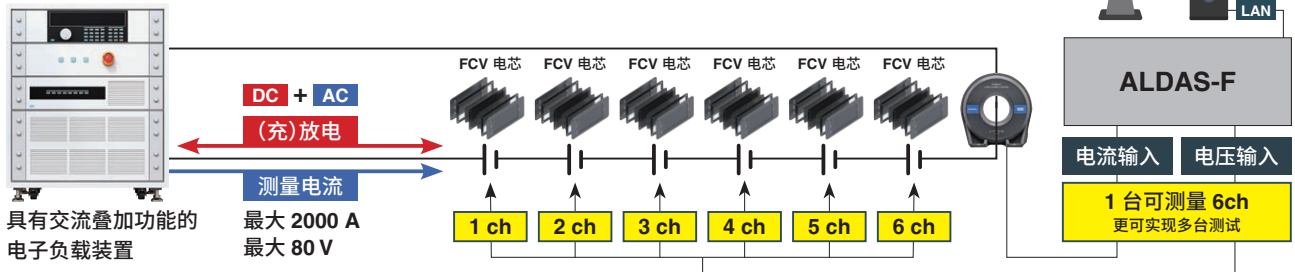 LAN
ALDAS-F
FCV 电芯 FCV 电芯 FCV 电芯 FCV 电芯 FCV 电芯 FCV 电芯
DC + AC
(充)放电
测量电流
最大 2000 A
最大 80 V
具有交流叠加功能的
电子负载装置
1 ch 2 ch 3 ch 4 ch 5 ch 6 ch
电流输入 电压输入
1 台可测量 6ch
更可实现多台测试